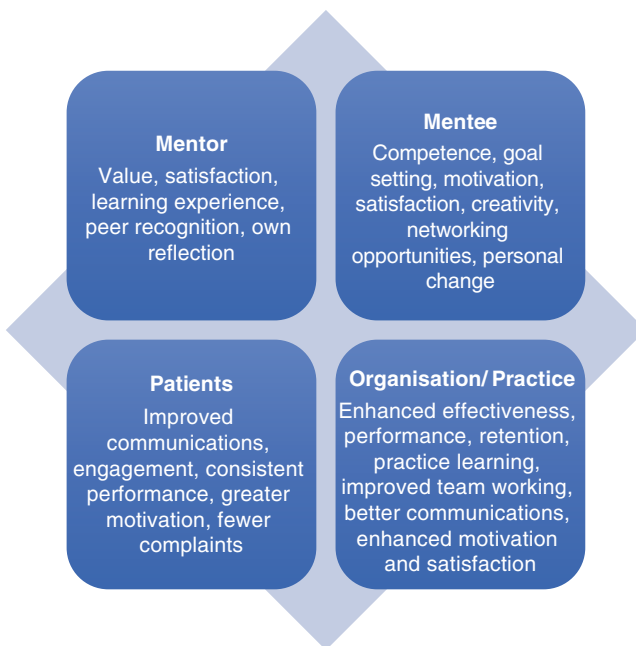 Mentor
Value, satisfaction,
learning experience,
peer recognition, own
reflection
Mentee
Competence, goal
setting, motivation,
satisfaction, creativity,
networking
opportunities, personal
change
Patients
Improved
communications,
engagement, consistent
performance, greater
motivation, fewer
complaints
Organisation/ Practice
Enhanced effectiveness,
performance, retention,
practice learning,
improved team working,
better communications,
enhanced motivation
and satisfaction